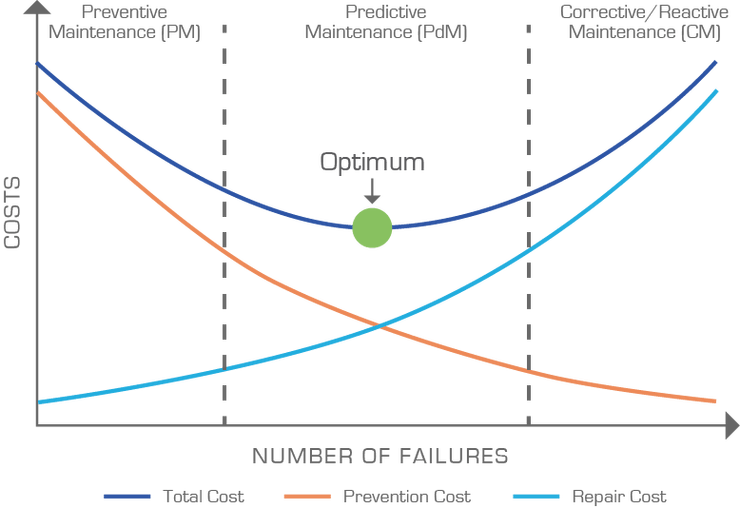 Preventive
Maintenance (PM)
Predictive
Maintenance (PdM)
Corrective/Reactive
Maintenance (CM)
Optimum
COSTS
NUMBER OF FAILURES
Total Cost
Prevention Cost
Repair Cost